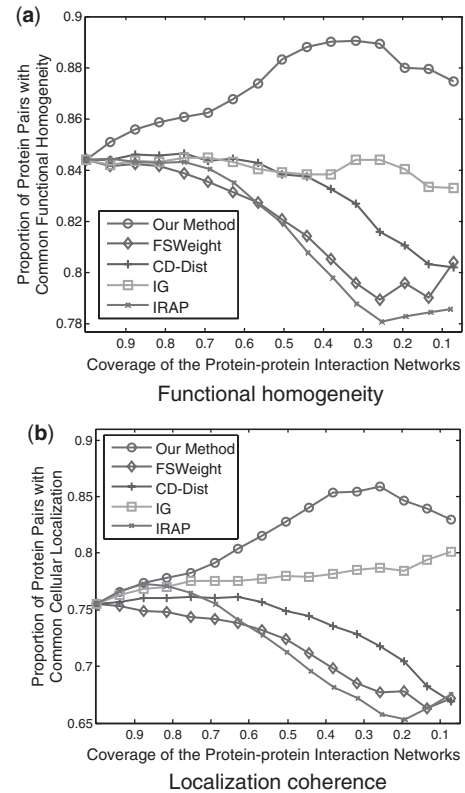 (a)
0.9
0.88
0.86
0.84
0.82
0.8
0.78
Proportion of Protein Pairs with
Common Functional Homogeneity
Our Method
FSWeight
CD-Dist
IG
IRAP
0.9 0.8 0.7 0.6 0.5 0.4 0.3 0.2 0.1
Coverage of the Protein-protein Interaction Networks
Functional homogeneity
(b)
0.9
0.85
0.8
0.75
0.7
0.65
Proportion of Protein Pairs with
Common Cellular Localization
Our Method
FSWeight
CD-Dist
IG
IRAP
0.9 0.8 0.7 0.6 0.5 0.4 0.3 0.2 0.1
Coverage of the Protein-protein Interaction Networks
Localization coherence